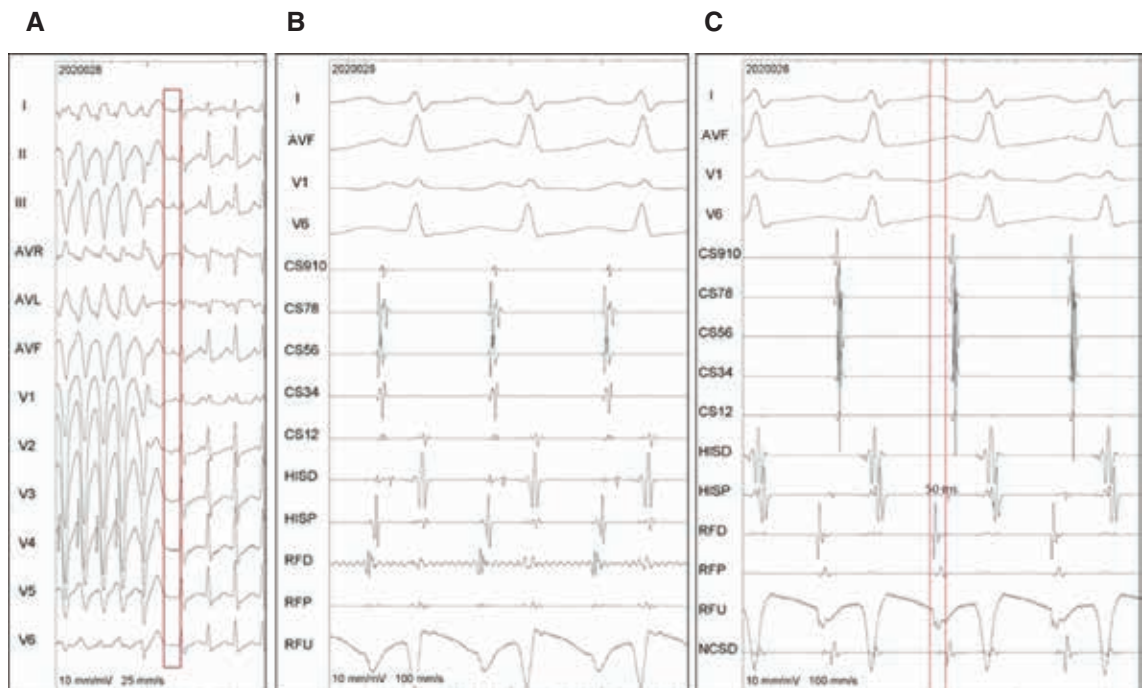 A
B
C
2020028
I
II
III
AVR
AVL
AVF
V1
V2
V3
V4
V5
V6
10 mm/mV 25 mm/s
2020029
I
AVF
V1
V6
CS910
CS78
CS56
CS34
CS12
HISD
HISP
RFD
RFP
RFU
10 mm/mV 100 mm/s
2020026
I
AVF
V1
V6
CS910
CS78
CS56
CS34
CS12
HISD
HISP
50 ms
RFD
RFP
RFU
NCSD
10 mm/mV 100 mm/s